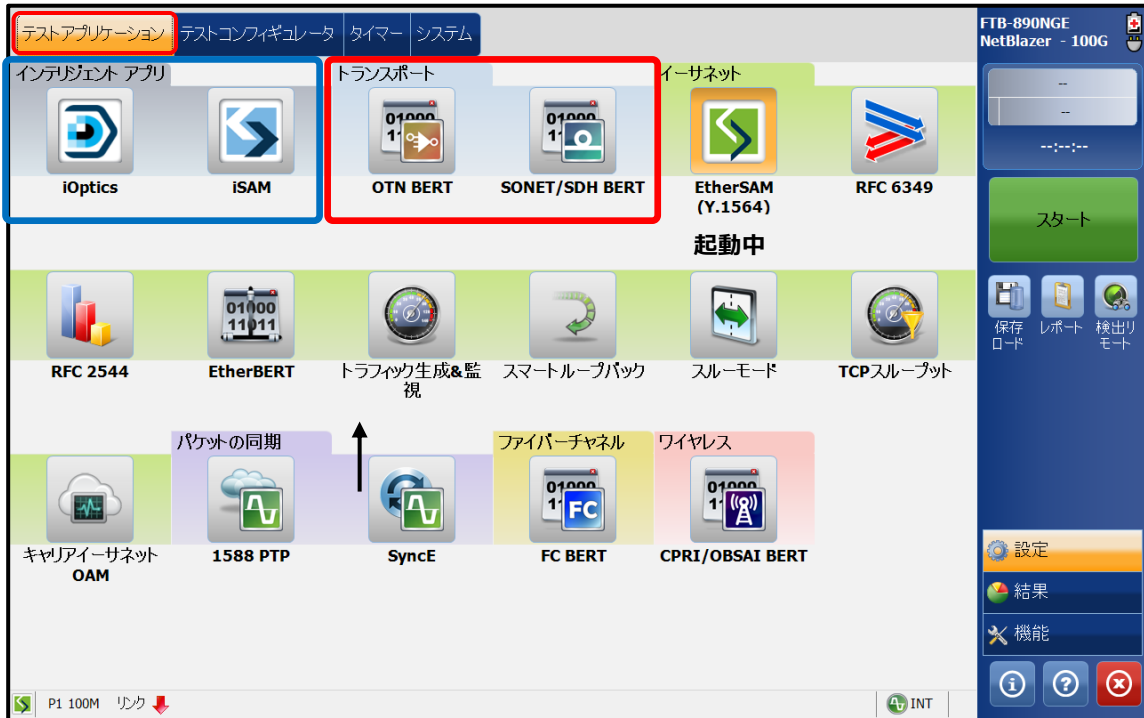 テストアプリケーション テストコンフィギュレータ タイマー システム
FTB-890NGE
NetBlazer - 100G
インテリジェント アプリ トランスポート イーサネット
--
--
--:--:--
01000
01000
iOptics iSAM OTN BERT SONET/SDH BERT EtherSAM RFC 6349
(Y.1564)
スタート
起動中
01000
11011
保存 レポート 検出リ
ロード モート
RFC 2544 EtherBERT トラフィック生成&監 スマートループバック スルーモード TCPスループット
視
パケットの同期 ファイバーチャネル ワイヤレス
01000
FC
01000
キャリアイーサネット 1588 PTP SyncE FC BERT CPRI/OBSAI BERT
OAM
設定
結果
機能
P1 100M リンク INT